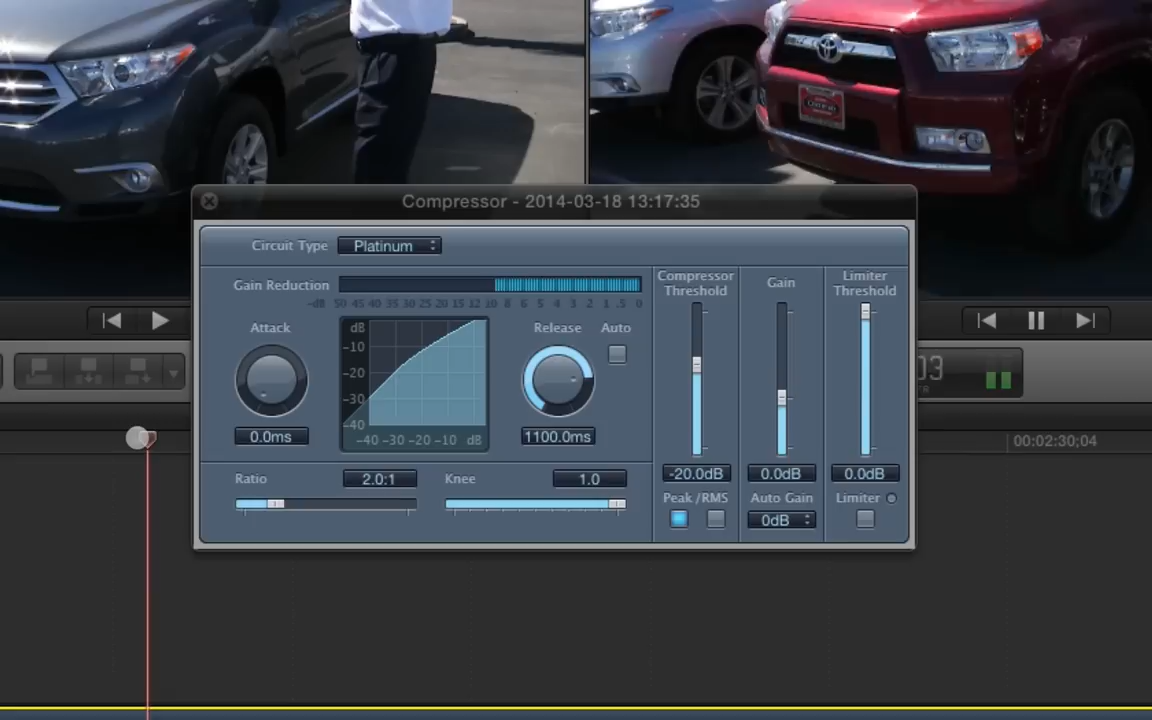 Compressor - 2014-03-18 13:17:35
Circuit Type Platinum
Gain Reduction
-dB 50 45 40 35 30 25 20 15 12 10 8 6 5 4 3 2 1 .5 0
Compressor Threshold
Gain
Limiter Threshold
Attack
Release
Auto
dB
-10
-20
-30
-40
-40 -30 -20 -10 dB
0.0ms
1100.0ms
Ratio 2.0:1
Knee 1.0
-20.0dB
0.0dB
0.0dB
Peak /RMS
Auto Gain
Limiter
0dB
03
00:02:30;04